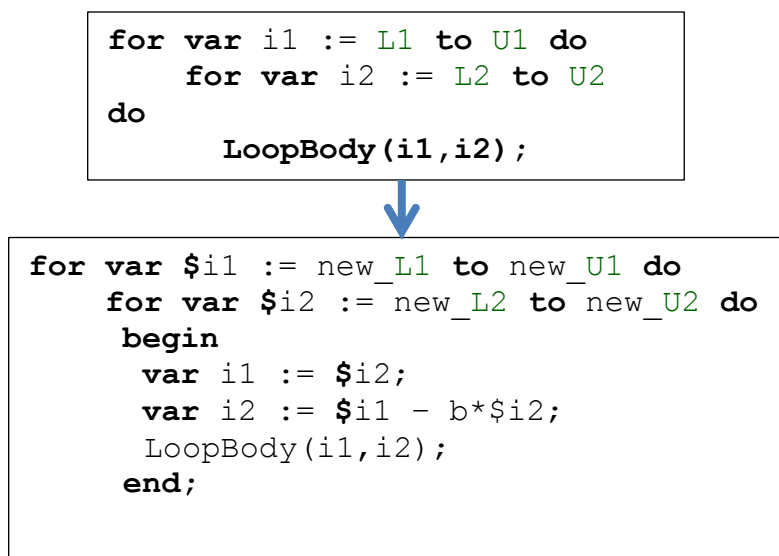 for var i1 := L1 to U1 do
for var i2 := L2 to U2
do
LoopBody(i1,i2);
for var $i1 := new_L1 to new_U1 do
for var $i2 := new_L2 to new_U2 do
begin
var i1 := $i2;
var i2 := $i1 – b*$i2;
LoopBody(i1,i2);
end;